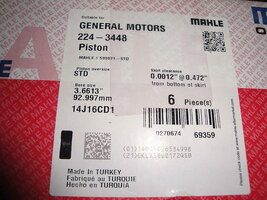 Suitable for
GENERAL MOTORS
MAHLE
224-3448
Piston
Piston oversize
STD
Skirt clearance
0.0012"@0.472"
from bottom of skirt
Bore size
3.6613"
92.997mm
6 Piece(s)
14J16CD1
0270674 69359
Made In TURKEY
Fabriqué au TURQUIE
Hecho en TURQUÍA